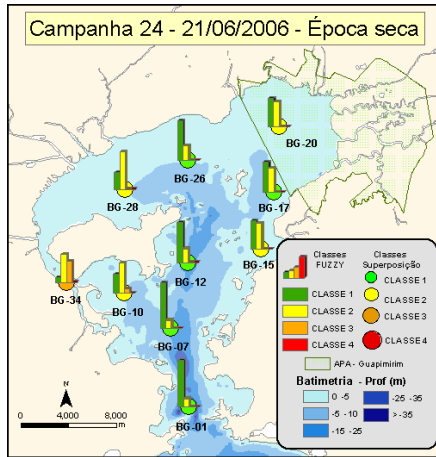 Campanha 24 - 21/06/2006 - Época seca
BG-20
BG-26
BG-28
BG-17
BG-15
BG-12
BG-34
BG-10
BG-07
BG-01
N
0 4,000 8,000
m
Classes FUZZY
CLASSE 1
CLASSE 2
CLASSE 3
CLASSE 4
Classes Superposição
CLASSE 1
CLASSE 2
CLASSE 3
CLASSE 4
APA - Guapimirim
Batimetria - Prof (m)
0 -5
-5 -10
-15 -25
-25 -35
>-35